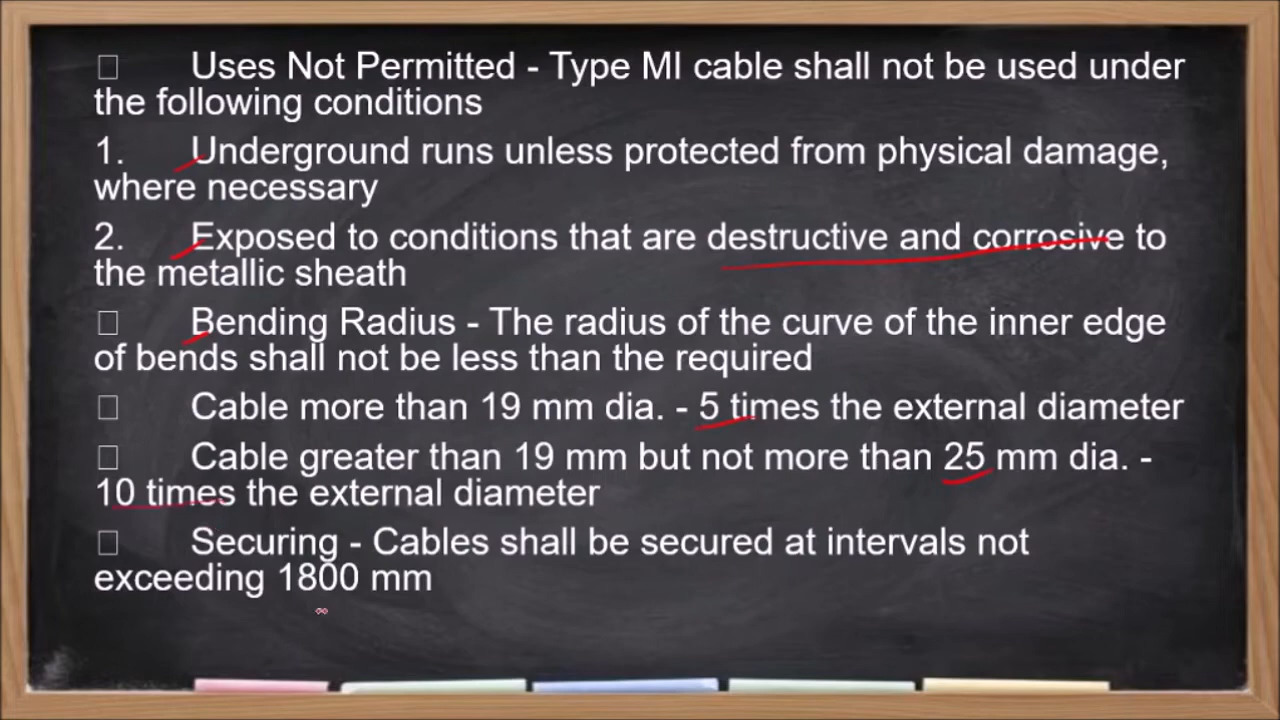 ☐ Uses Not Permitted - Type MI cable shall not be used under
the following conditions
1. Underground runs unless protected from physical damage,
where necessary
2. Exposed to conditions that are destructive and corrosive to
the metallic sheath
☐ Bending Radius - The radius of the curve of the inner edge
of bends shall not be less than the required
☐ Cable more than 19 mm dia. - 5 times the external diameter
☐ Cable greater than 19 mm but not more than 25 mm dia. -
10 times the external diameter
☐ Securing - Cables shall be secured at intervals not
exceeding 1800 mm